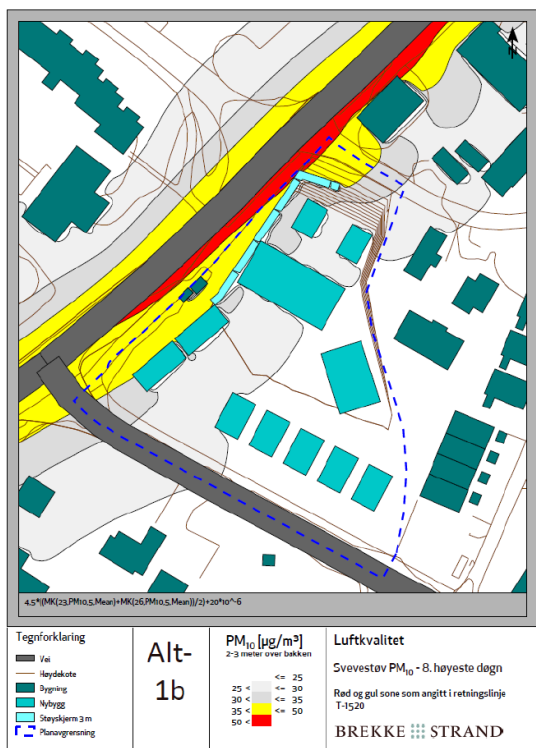 N
4.5*((MK(23,PM10,5,Mean)+MK(26,PM10,5,Mean))/2)+20*10^-6
Tegnforklaring
Vei
Høydekote
Bygning
Nybygg
Støyskjerm 3 m
Planavgrensning
Alt-
1b
PM10 [µg/m³]
2-3 meter over bakken
<= 25
25 < <= 30
30 < <= 35
35 < <= 50
50 <
Luftkvalitet
Svevestøv PM10 - 8. høyeste døgn
Rød og gul sone som angitt i retningslinje
T-1520
BREKKE STRAND